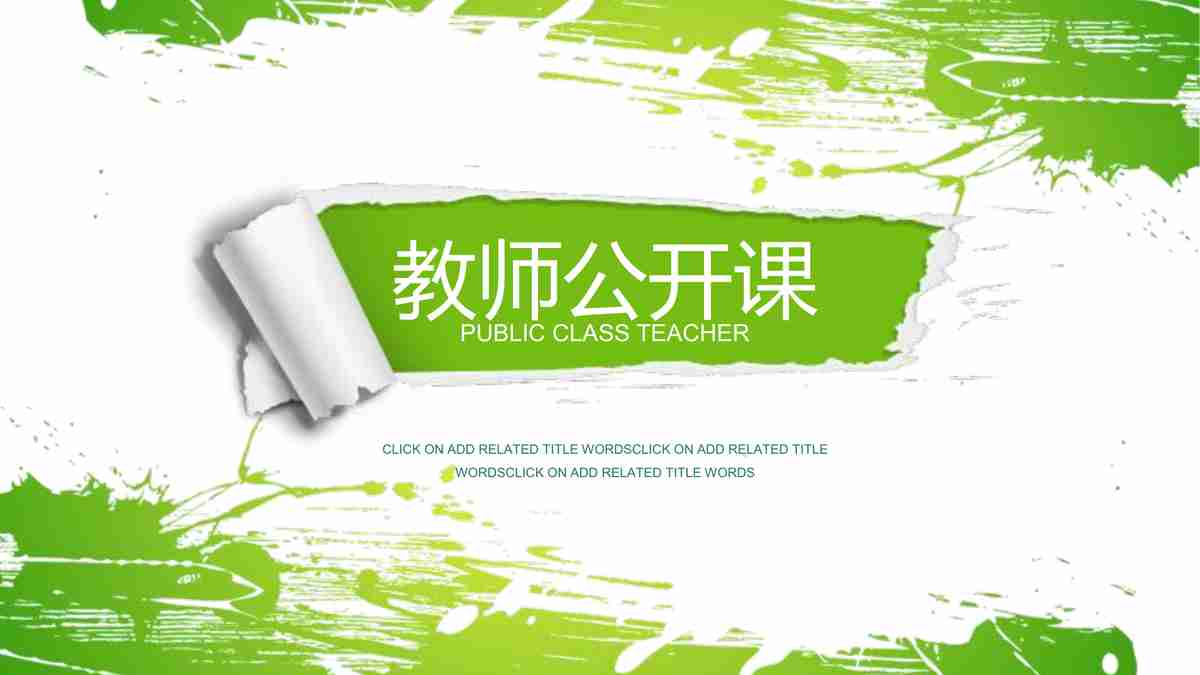 教师公开课
PUBLIC CLASS TEACHER
CLICK ON ADD RELATED TITLE WORDSCLICK ON ADD RELATED TITLE
WORDSCLICK ON ADD RELATED TITLE WORDS